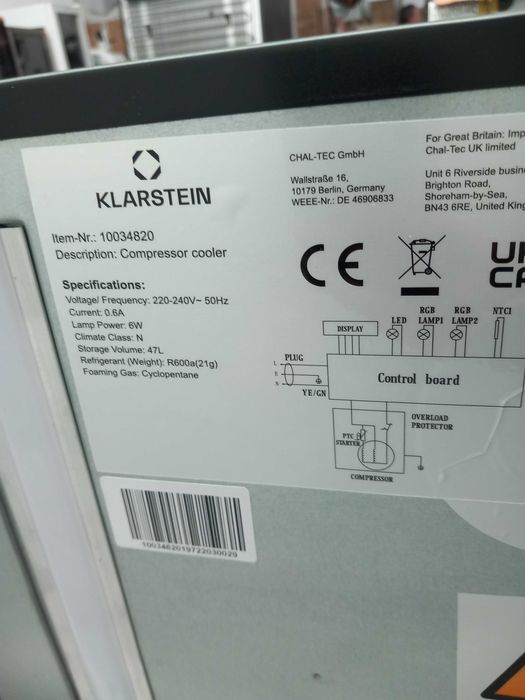 KLARSTEIN
Item-Nr.: 10034820
Description: Compressor cooler
Specifications:
Voltage/ Frequency: 220-240V~ 50Hz
Current: 0.6A
Lamp Power: 6W
Climate Class: N
Storage Volume: 47L
Refrigerant (Weight): R600a(21g)
Foaming Gas: Cyclopentane
CHAL-TEC GmbH
Wallstraße 16,
10179 Berlin, Germany
WEEE-Nr.: DE 46906833
For Great Britain: Imp
Chal-Tec UK limited
Unit 6 Riverside busin
Brighton Road,
Shoreham-by-Sea,
BN43 6RE, United King
CE
UK
CA
DISPLAY
LED
RGB
LAMP1
RGB
LAMP2
NTC1
PLUG
L
E
N
YE/GN
Control board
OVERLOAD
PROTECTOR
PTC
STARTER
COMPRESSOR
1003482019722030029